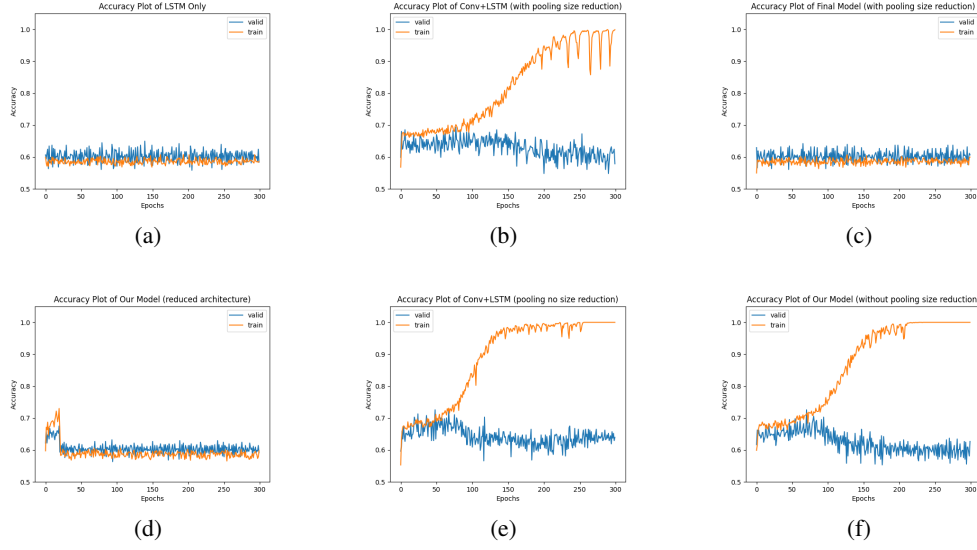 Accuracy Plot of LSTM Only
valid
train
1.0
0.9
0.8
0.7
0.6
0.5
Accuracy
0 50 100 150 200 250 300
Epochs
(a)
Accuracy Plot of Conv+LSTM (with pooling size reduction)
valid
train
1.0
0.9
0.8
0.7
0.6
0.5
Accuracy
0 50 100 150 200 250 300
Epochs
(b)
Accuracy Plot of Final Model (with pooling size reduction)
valid
train
1.0
0.9
0.8
0.7
0.6
0.5
Accuracy
0 50 100 150 200 250 300
Epochs
(c)
Accuracy Plot of Our Model (reduced architecture)
valid
train
1.0
0.9
0.8
0.7
0.6
0.5
Accuracy
0 50 100 150 200 250 300
Epochs
(d)
Accuracy Plot of Conv+LSTM (pooling no size reduction)
valid
train
1.0
0.9
0.8
0.7
0.6
0.5
Accuracy
0 50 100 150 200 250 300
Epochs
(e)
Accuracy Plot of Our Model (without pooling size reduction)
valid
train
1.0
0.9
0.8
0.7
0.6
0.5
Accuracy
0 50 100 150 200 250 300
Epochs
(f)